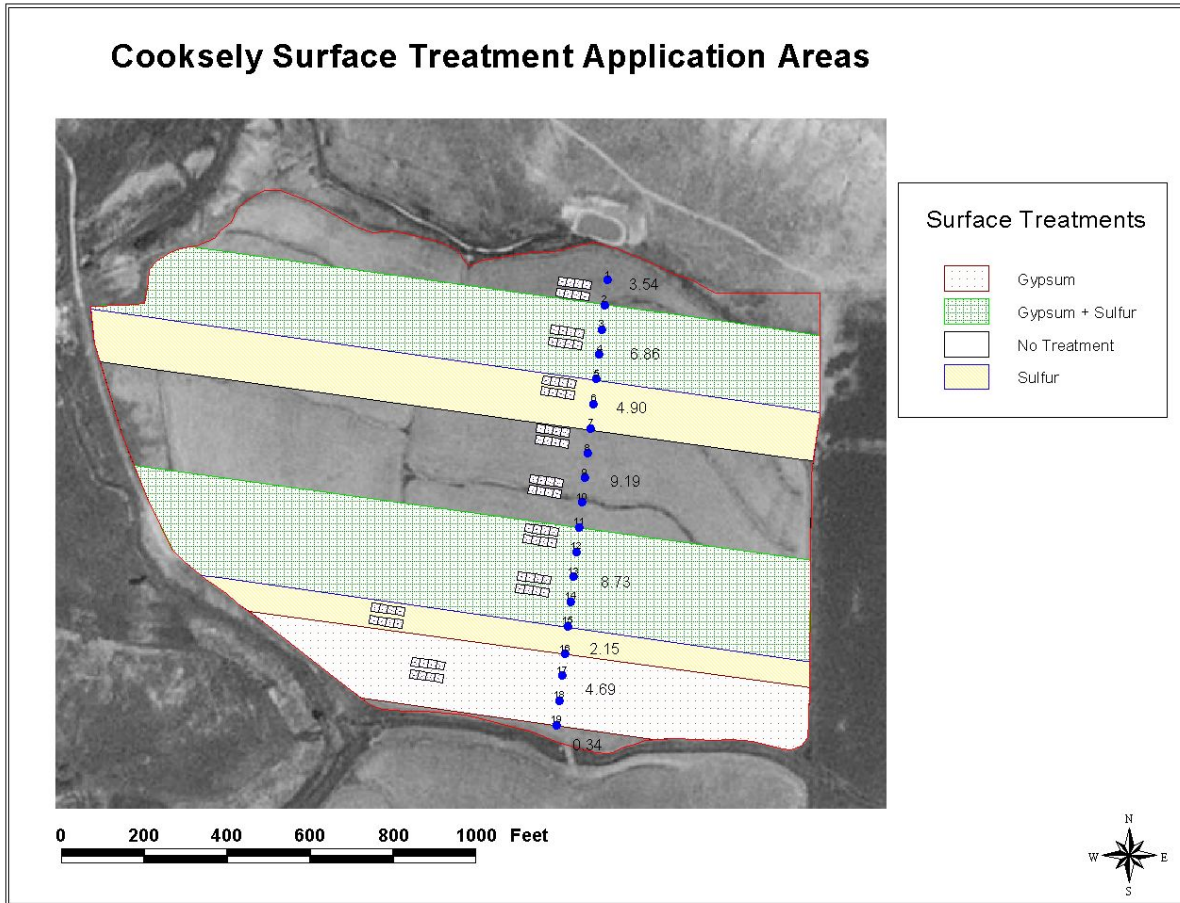 Cooksely Surface Treatment Application Areas
Surface Treatments
Gypsum
Gypsum + Sulfur
No Treatment
Sulfur
1
3.54
2
3
4
6.86
5
6
4.90
7
8
9
9.19
10
11
12
13
8.73
14
15
2.15
16
17
4.69
18
19
0.34
0 200 400 600 800 1000 Feet
N
W E
S